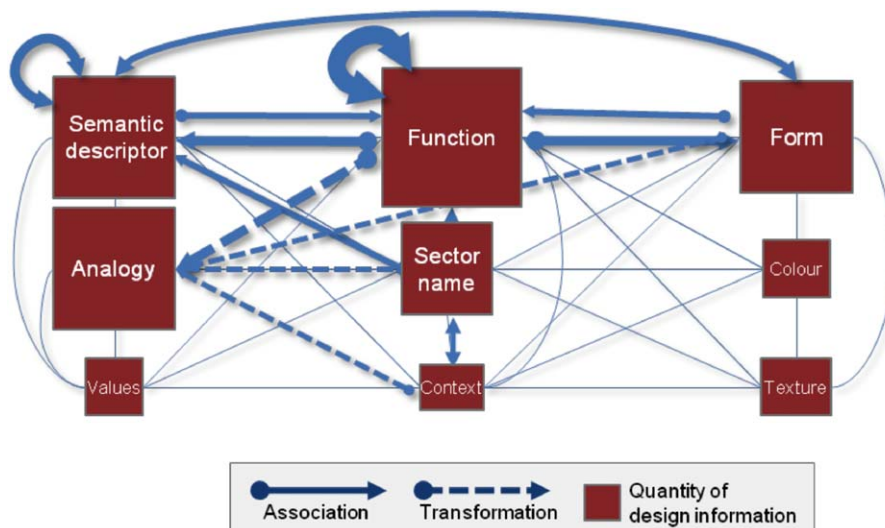 Semantic
descriptor
Function
Form
Analogy
Sector
name
Colour
Values
Context
Texture
Association
Transformation
Quantity of
design information